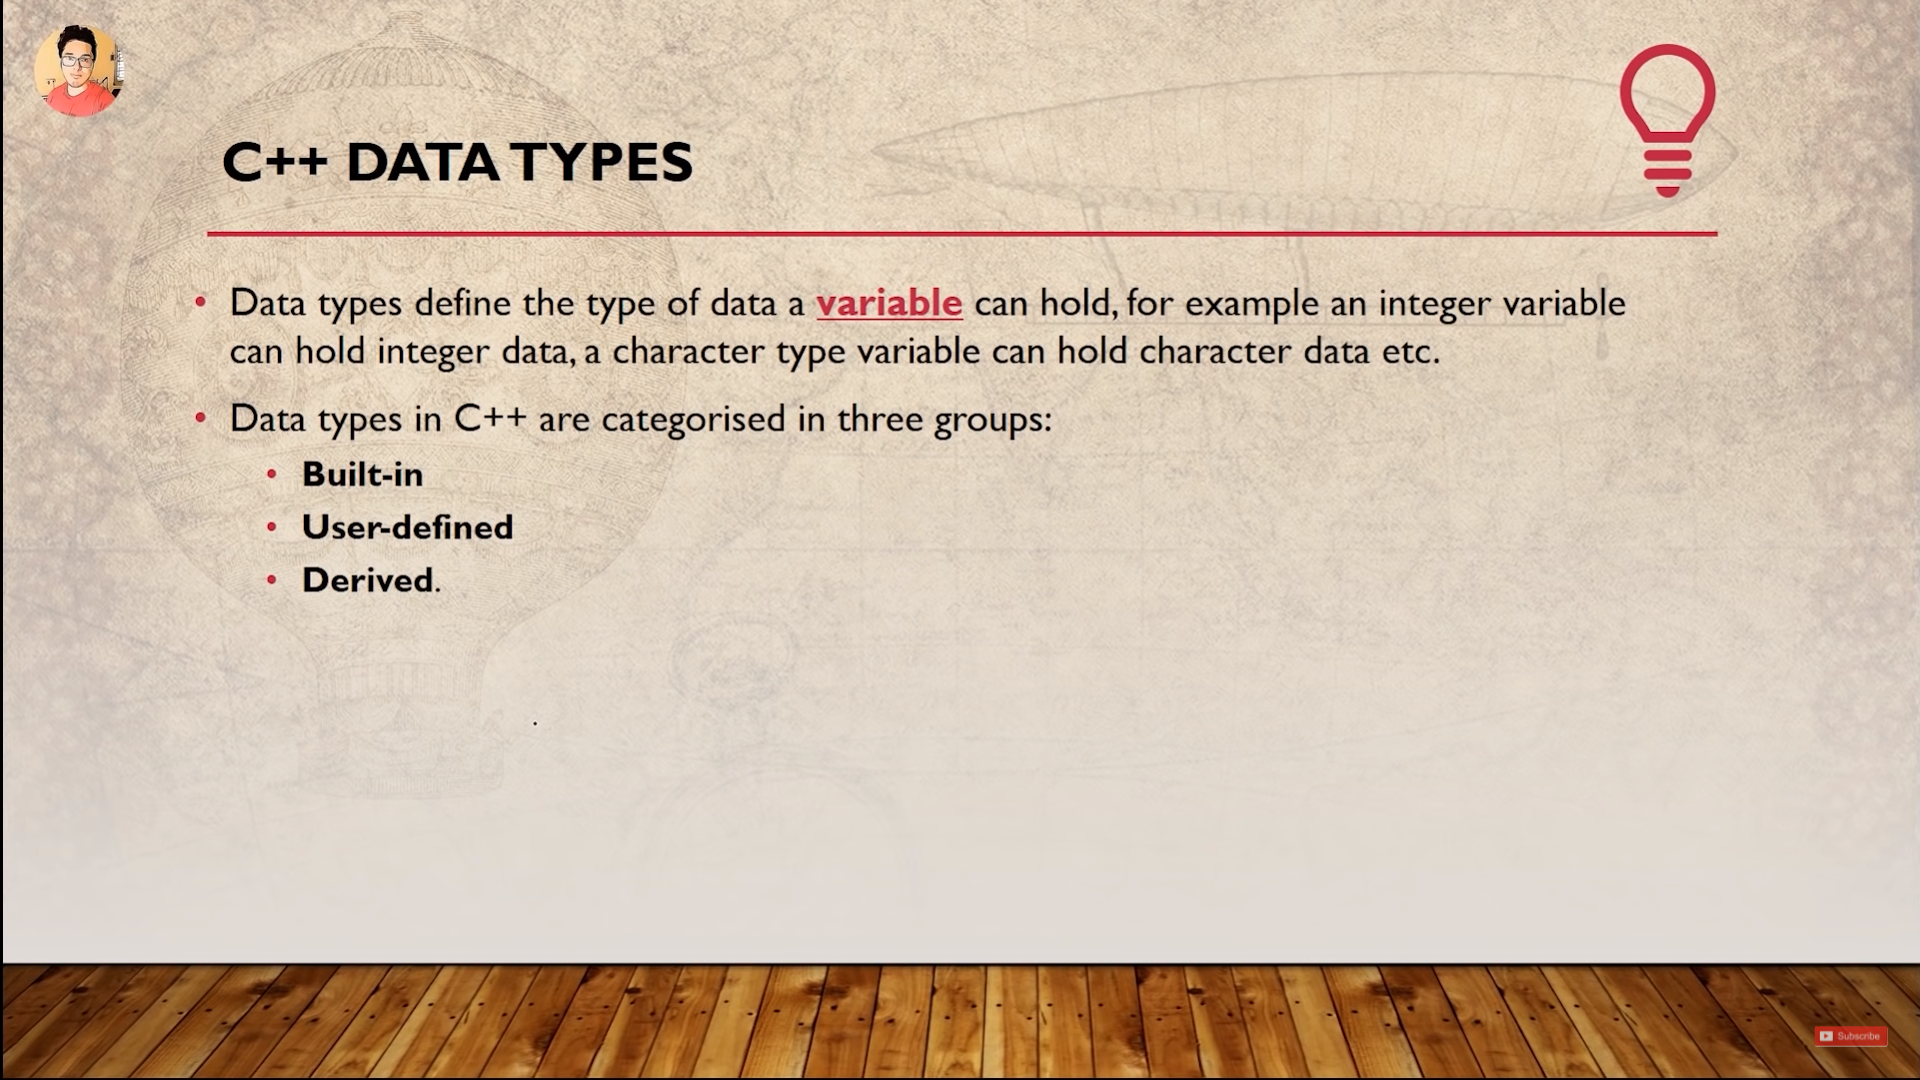 C++ DATA TYPES
• Data types define the type of data a variable can hold, for example an integer variable
can hold integer data, a character type variable can hold character data etc.
• Data types in C++ are categorised in three groups:
• Built-in
• User-defined
• Derived.
Subscribe